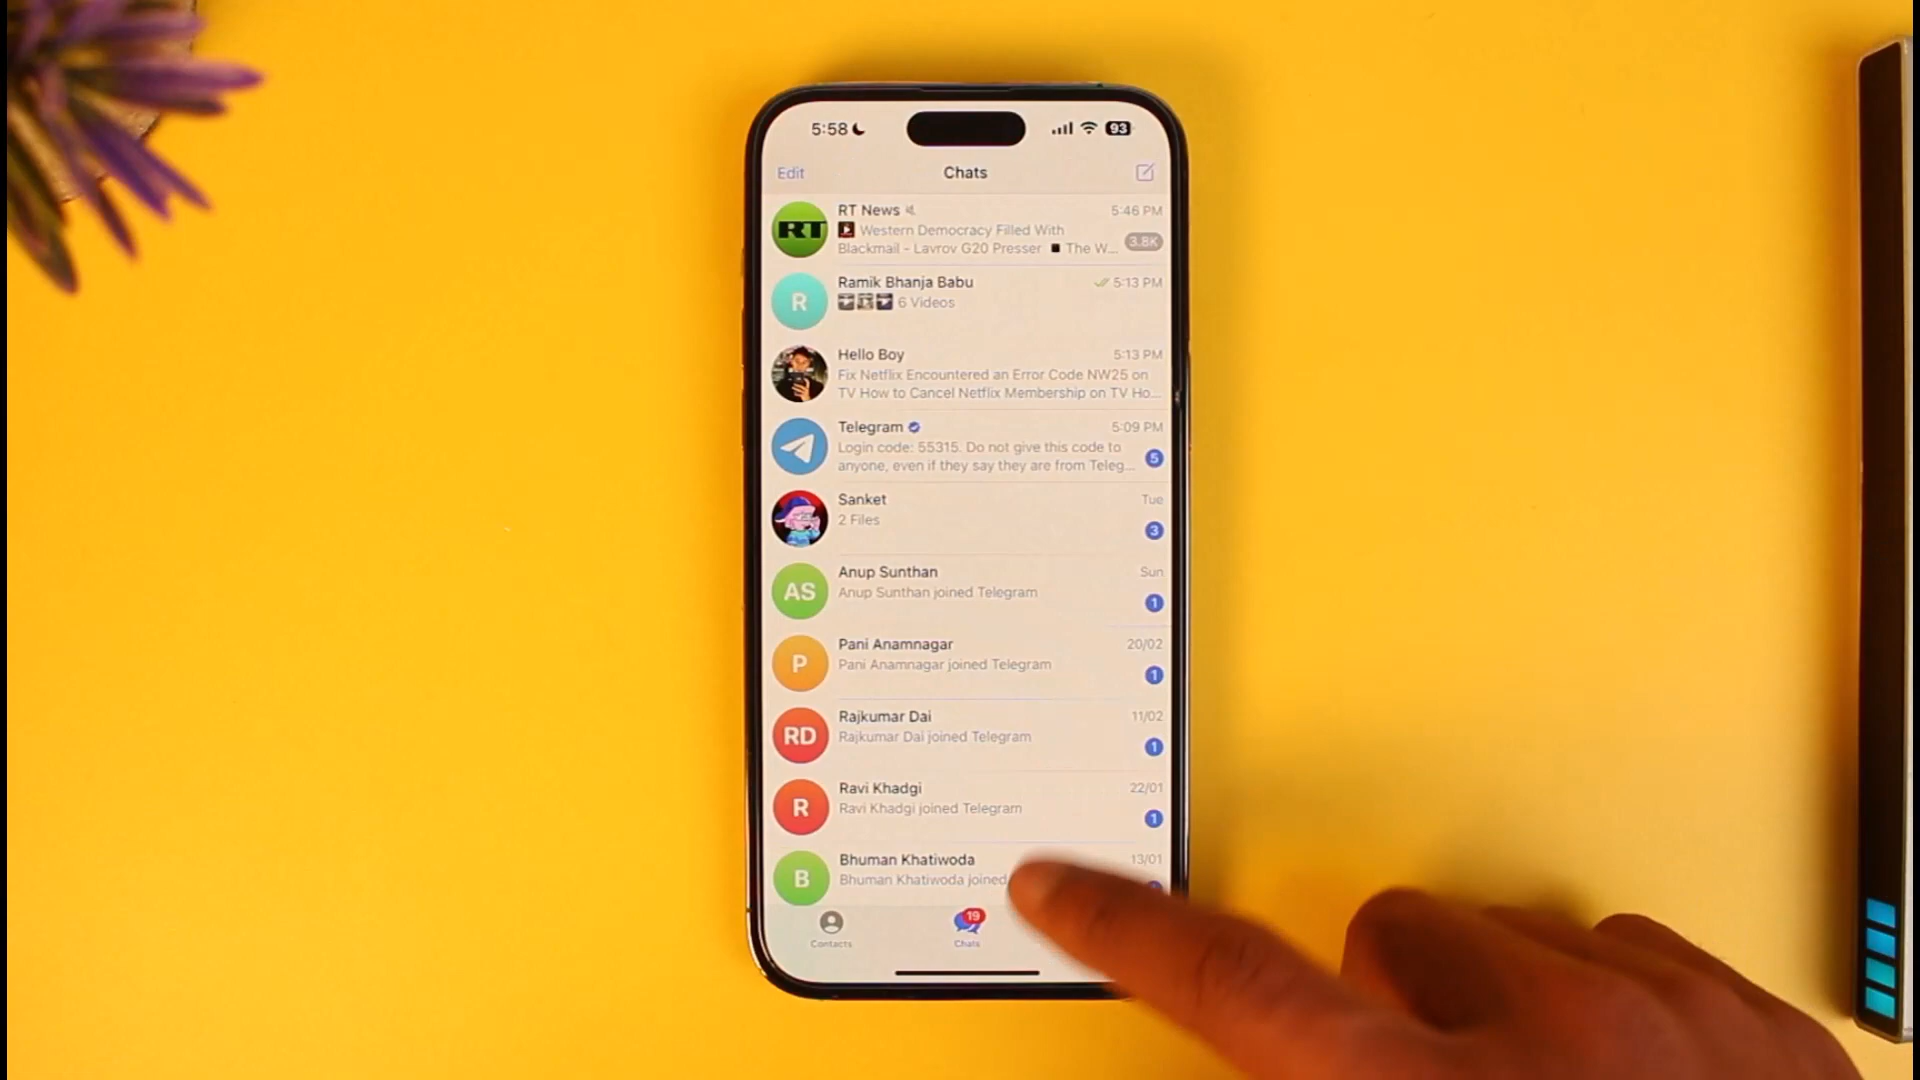 5:58
93
Edit
Chats
RT
RT News
5:46 PM
Western Democracy Filled With
Blackmail - Lavrov G20 Presser ■ The W...
3.8K
R
Ramik Bhanja Babu
5:13 PM
6 Videos
Hello Boy
5:13 PM
Fix Netflix Encountered an Error Code NW25 on
TV How to Cancel Netflix Membership on TV Ho...
Telegram
5:09 PM
Login code: 55315. Do not give this code to
anyone, even if they say they are from Teleg...
5
Sanket
Tue
2 Files
3
AS
Anup Sunthan
Sun
Anup Sunthan joined Telegram
1
P
Pani Anamnagar
20/02
Pani Anamnagar joined Telegram
1
RD
Rajkumar Dai
11/02
Rajkumar Dai joined Telegram
1
R
Ravi Khadgi
22/01
Ravi Khadgi joined Telegram
1
B
Bhuman Khatiwoda
13/01
Bhuman Khatiwoda joined
19
Contacts
Chats